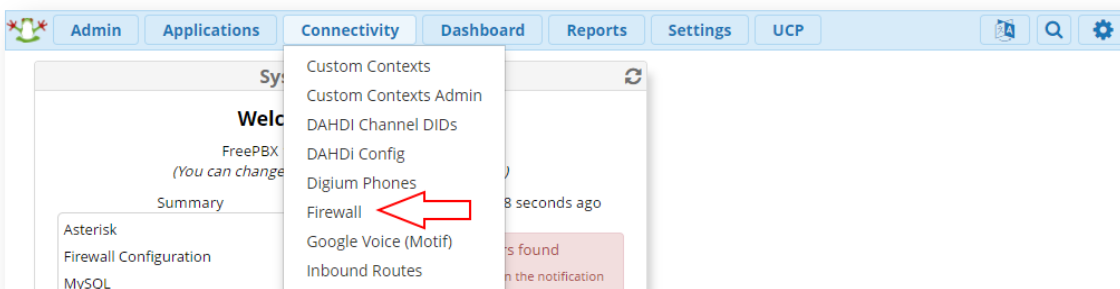 Admin Applications Connectivity Dashboard Reports Settings UCP
Custom Contexts
Custom Contexts Admin
DAHDI Channel DIDs
DAHDi Config
Digium Phones
Firewall
Google Voice (Motif)
Inbound Routes
Sys
Welc
FreePBX
(You can change )
Summary 8 seconds ago
Asterisk
Firewall Configuration
MySQL
rs found
n the notification